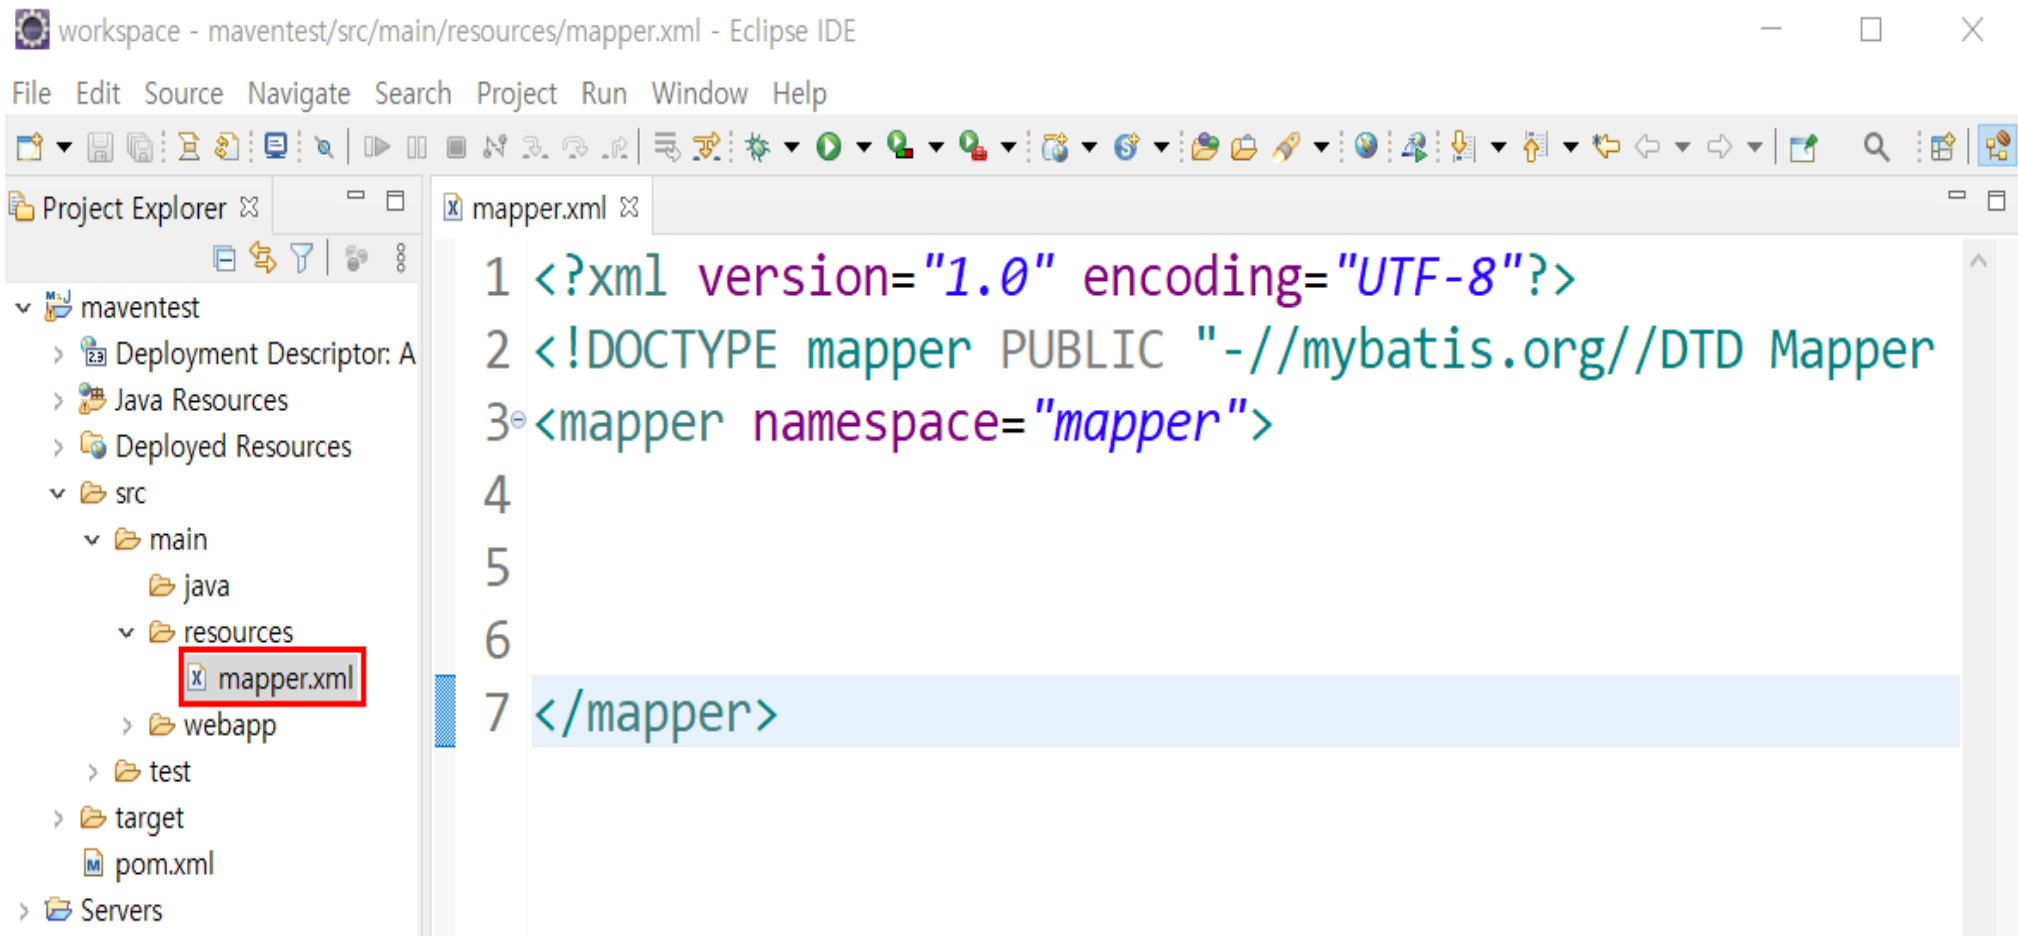 workspace - maventest/src/main/resources/mapper.xml - Eclipse IDE
File Edit Source Navigate Search Project Run Window Help
Project Explorer
mapper.xml
maventest
Deployment Descriptor: A
Java Resources
Deployed Resources
src
main
java
resources
mapper.xml
webapp
test
target
pom.xml
Servers
1 <?xml version="1.0" encoding="UTF-8"?>
2 <!DOCTYPE mapper PUBLIC "-//mybatis.org//DTD Mapper
3 <mapper namespace="mapper">
4
5
6
7 </mapper>